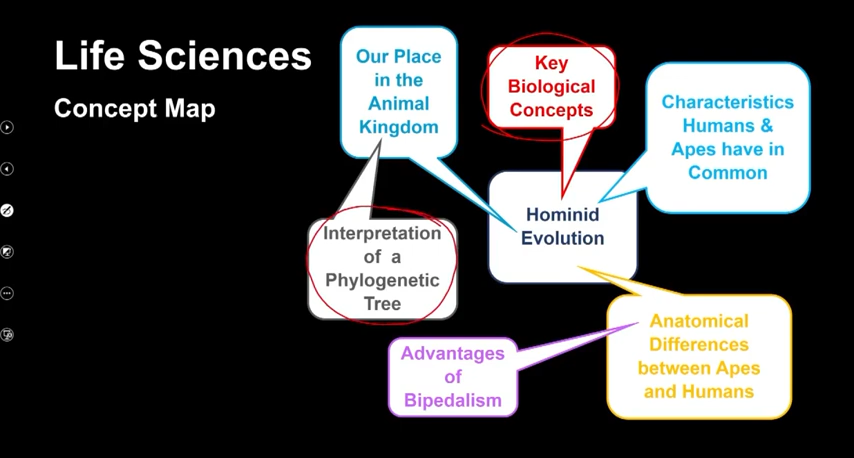 Life Sciences
Concept Map
Our Place
in the
Animal
Kingdom
Key
Biological
Concepts
Characteristics
Humans &
Apes have in
Common
Hominid
Evolution
Interpretation
of a
Phylogenetic
Tree
Advantages
of
Bipedalism
Anatomical
Differences
between Apes
and Humans